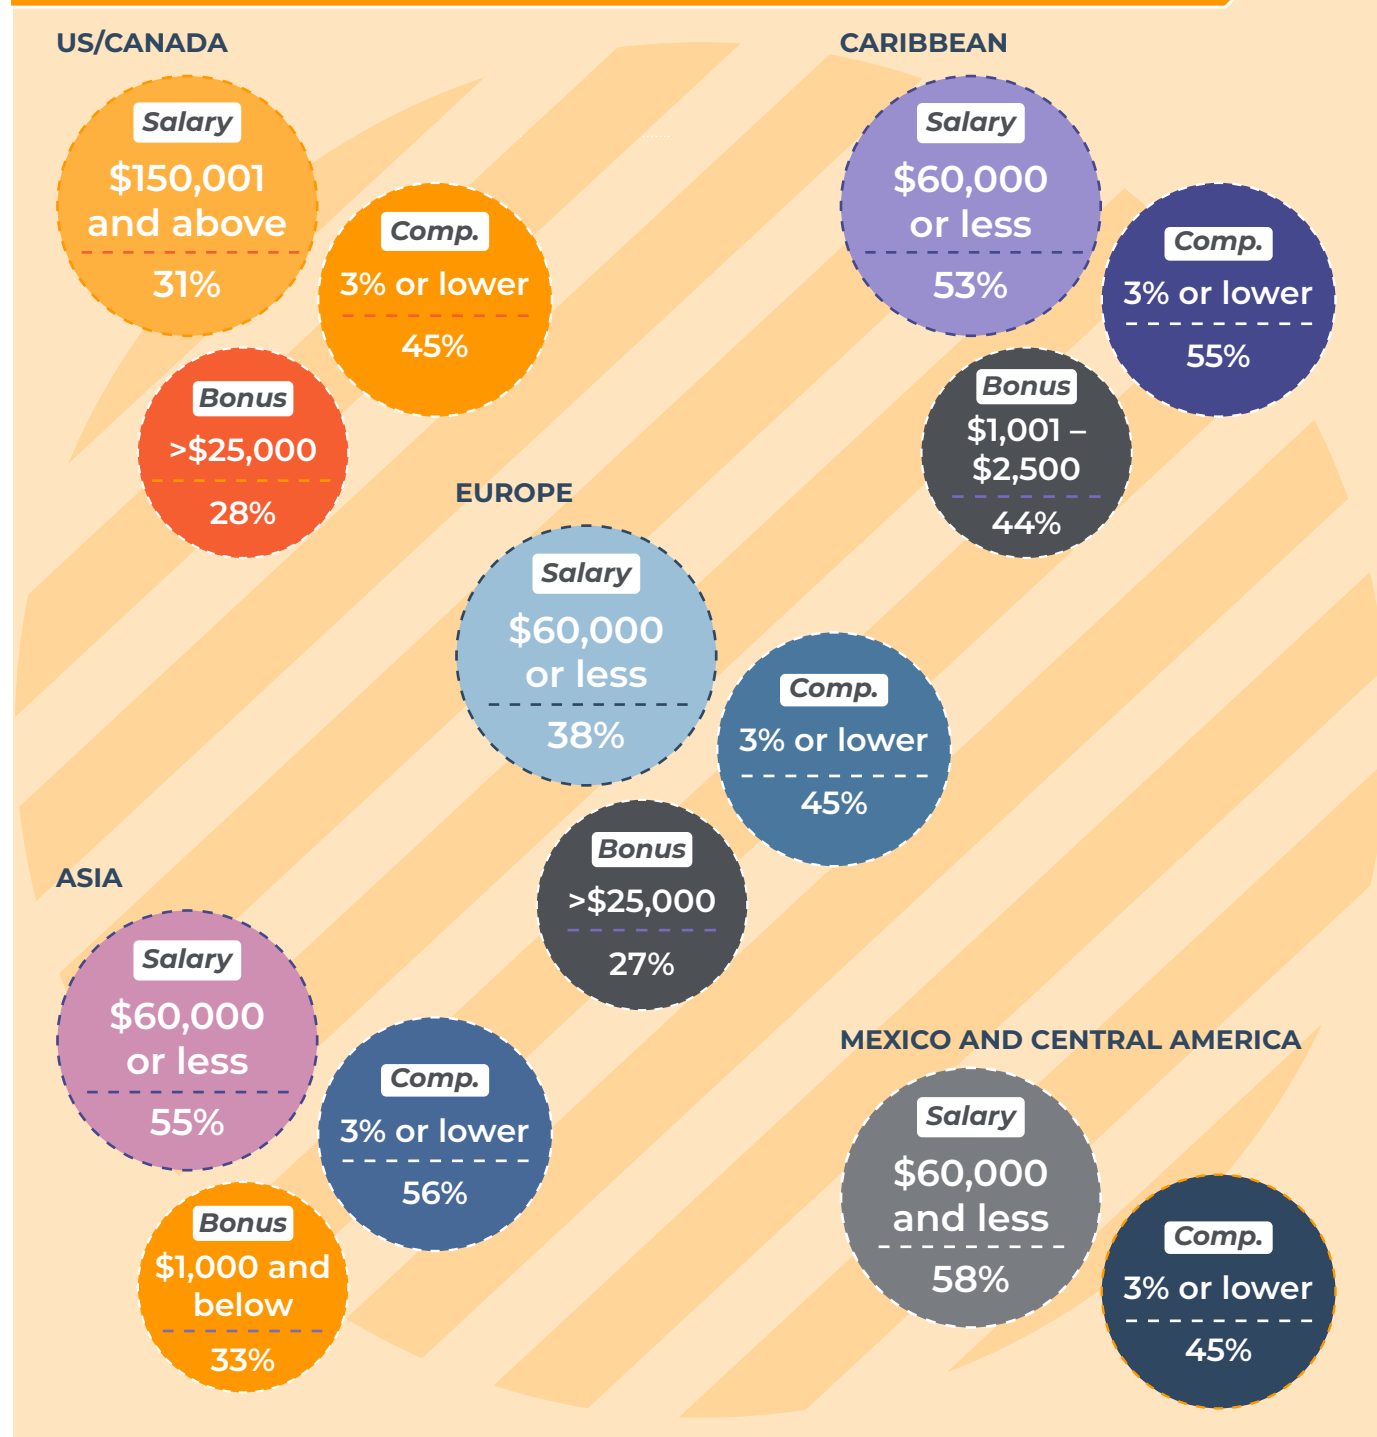 US/CANADA
Salary
$150,001
and above
31%
Comp.
3% or lower
45%
Bonus
>$25,000
28%
CARIBBEAN
Salary
$60,000
or less
53%
Comp.
3% or lower
55%
Bonus
$1,001 –
$2,500
44%
EUROPE
Salary
$60,000
or less
38%
Comp.
3% or lower
45%
Bonus
>$25,000
27%
ASIA
Salary
$60,000
or less
55%
Comp.
3% or lower
56%
Bonus
$1,000 and
below
33%
MEXICO AND CENTRAL AMERICA
Salary
$60,000
and less
58%
Comp.
3% or lower
45%